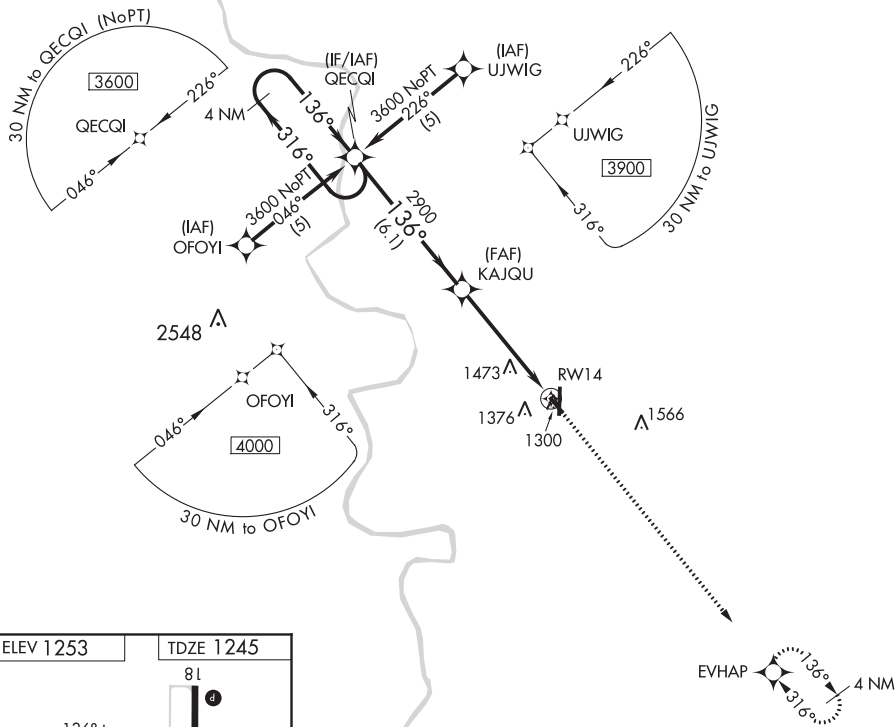 30 NM to QECQI (NoPT)
3600
226°
QECQI
046°
(IF/IAF)
QECQI
4 NM
136°
316°
(IAF)
UJWIG
3600 NoPT
226°
(5)
226°
UJWIG
3900
316°
30 NM to UJWIG
3600 NoPT
046°
(5)
(IAF)
OFOYI
2900
136°
(6.1)
(FAF)
KAJQU
2548
OFOYI
046°
316°
4000
30 NM to OFOYI
1473
RW14
1376
1300
1566
EVHAP
136°
316°
4 NM
ELEV 1253
TDZE 1245
18
P